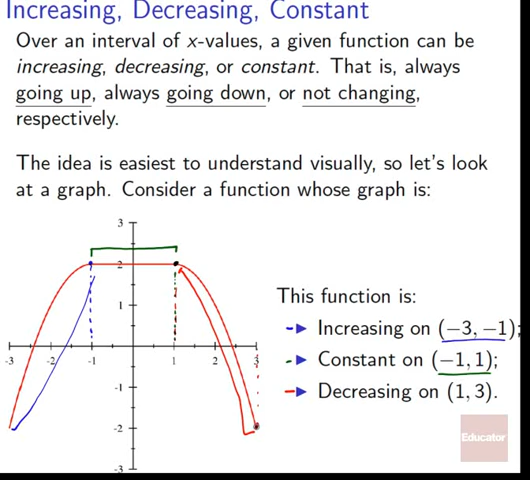 Increasing, Decreasing, Constant
Over an interval of x-values, a given function can be
increasing, decreasing, or constant. That is, always
going up, always going down, or not changing,
respectively.
The idea is easiest to understand visually, so let's look
at a graph. Consider a function whose graph is:
3
2
1
-3 -2 -1 1 2 3
-1
-2
-3
This function is:
Increasing on (−3, −1);
Constant on (−1, 1);
Decreasing on (1, 3).
Educator